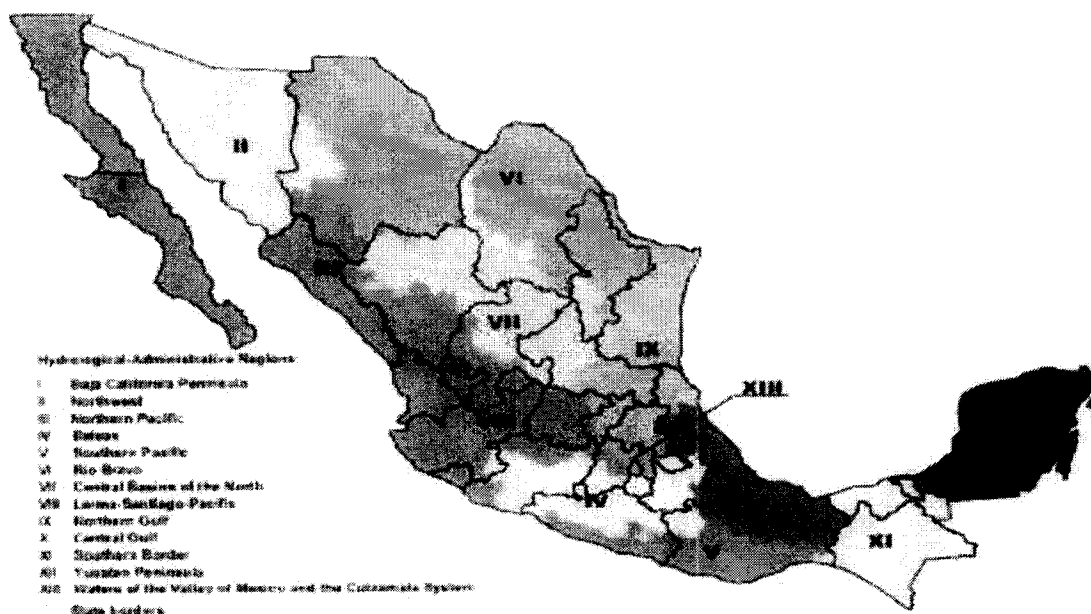 II
VI
VII
IX
XIII
IV
V
XI
Hydrological-Administrative Regions:
I Baja California Peninsula
II Northwest
III Northern Pacific
IV Balsas
V Southern Pacific
VI Rio Bravo
VII Central Basins of the North
VIII Lerma-Santiago-Pacific
IX Northern Gulf
X Central Gulf
XI Southern Border
XII Yucatan Peninsula
XIII Waters of the Valley of Mexico and the Cutzamala System
State borders